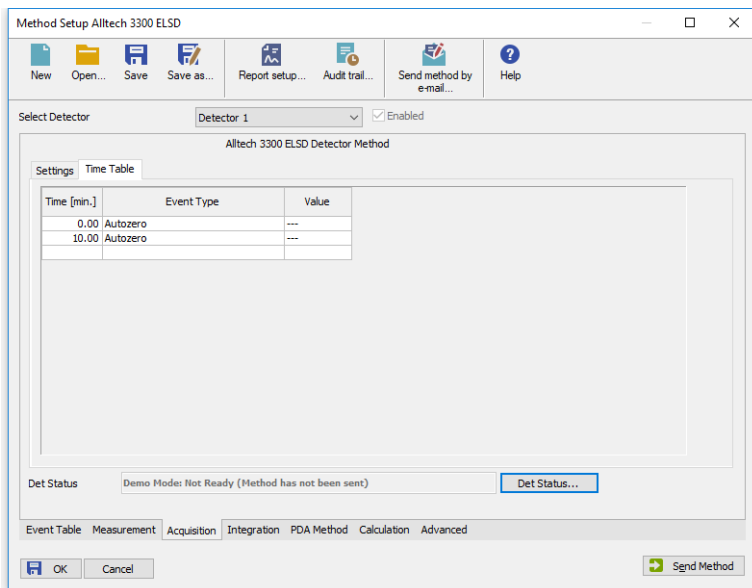 Method Setup Alltech 3300 ELSD
New Open... Save Save as... Report setup... Audit trail... Send method by e-mail... Help
Select Detector Detector 1 Enabled
Alltech 3300 ELSD Detector Method
Settings Time Table
Time [min.] Event Type Value
0.00 Autozero ---
10.00 Autozero ---
Det Status Demo Mode: Not Ready (Method has not been sent) Det Status...
Event Table Measurement Acquisition Integration PDA Method Calculation Advanced
OK Cancel Send Method